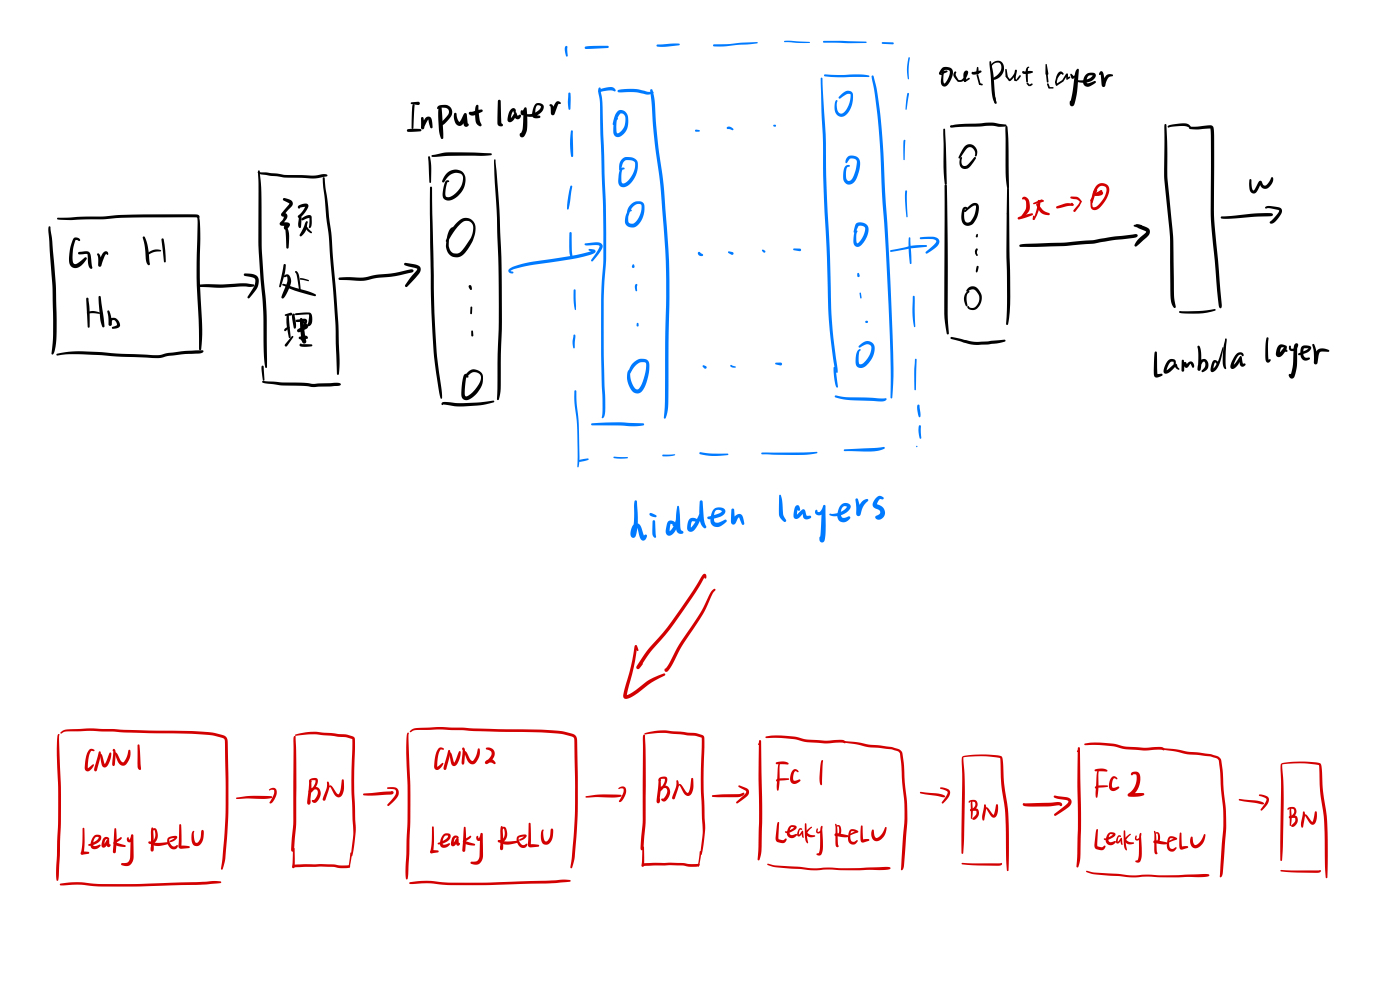 Gr H
Hb
预
处
理
Input layer
hidden layers
output layer
2π → θ
lambda layer
w
CNN1
Leaky ReLU
BN
CNN2
Leaky ReLU
BN
FC 1
Leaky ReLU
BN
FC 2
Leaky ReLU
BN